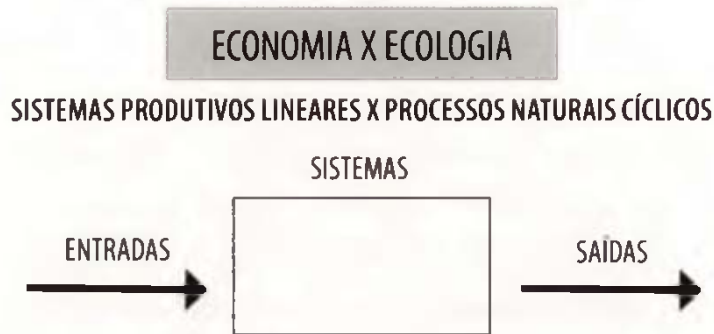 ECONOMIA X ECOLOGIA
SISTEMAS PRODUTIVOS LINEARES X PROCESSOS NATURAIS CÍCLICOS
SISTEMAS
ENTRADAS
SAÍDAS